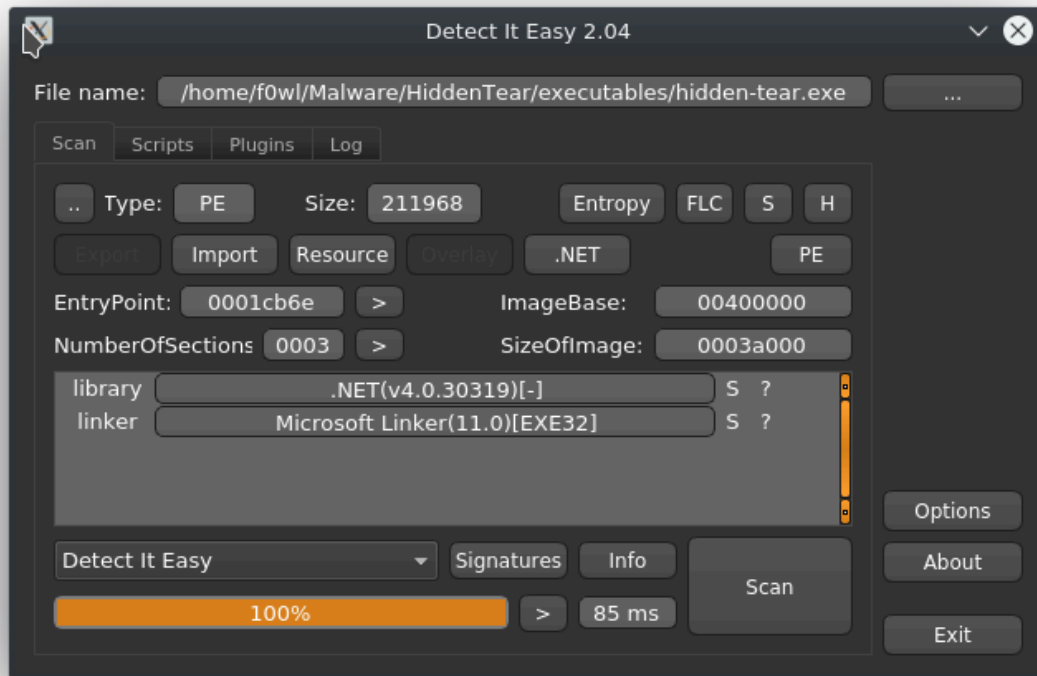 Detect It Easy 2.04
File name: /home/f0wl/Malware/HiddenTear/executables/hidden-tear.exe ...
Scan Scripts Plugins Log
.. Type: PE Size: 211968 Entropy FLC S H
Export Import Resource Overlay .NET PE
EntryPoint: 0001cb6e > ImageBase: 00400000
NumberOfSections 0003 > SizeOfImage: 0003a000
library .NET(v4.0.30319)[-] S ?
linker Microsoft Linker(11.0)[EXE32] S ?
Options
Detect It Easy Signatures Info Scan About
100% > 85 ms
Exit